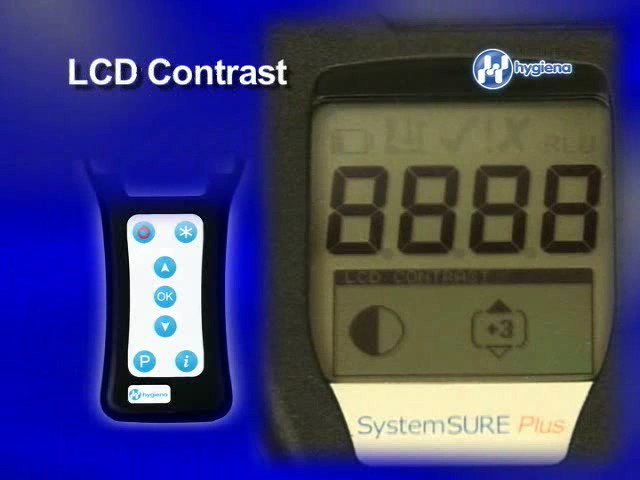 LCD Contrast
hygiena
RLU
8888
LCD CONTRAST
+3
OK
P i
hygiena
SystemSURE Plus